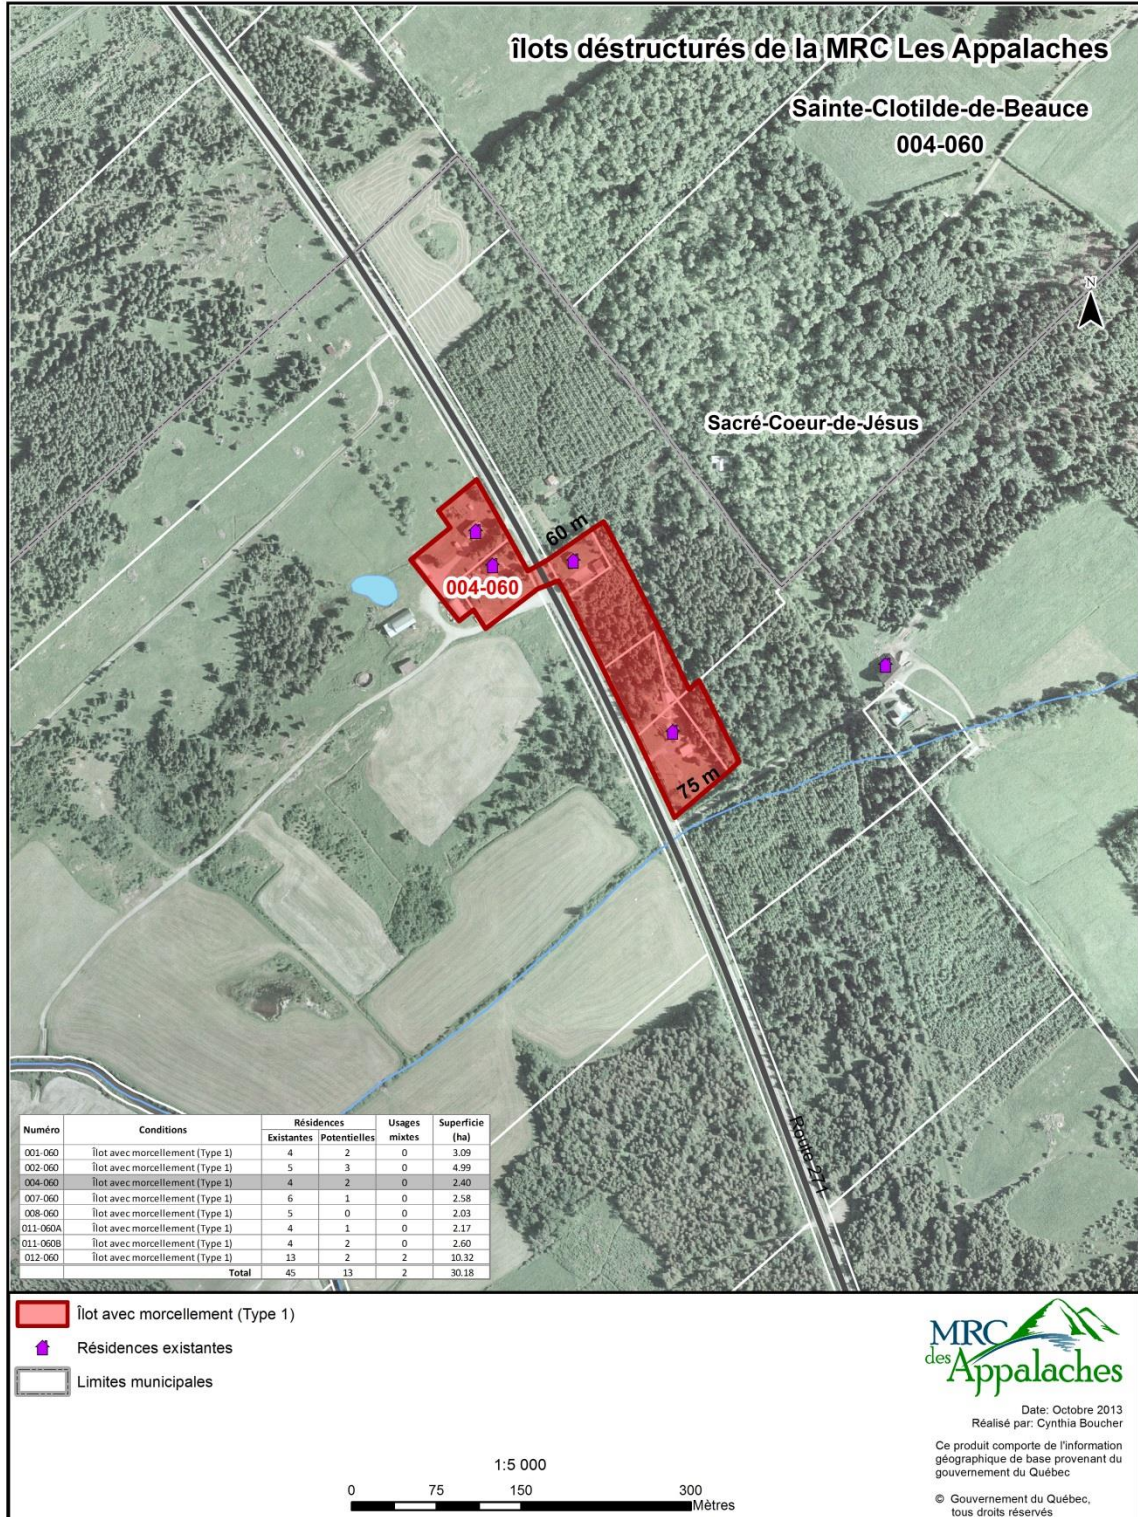 îlots déstructurés de la MRC Les Appalaches
Sainte-Clotilde-de-Beauce
004-060
N
Sacré-Coeur-de-Jésus
60 m
004-060
75 m
Route 271
Numéro Conditions Résidences Usages mixtes Superficie (ha)
Existantes Potentielles
001-060 Îlot avec morcellement (Type 1) 4 2 0 3.09
002-060 Îlot avec morcellement (Type 1) 5 3 0 4.99
004-060 Îlot avec morcellement (Type 1) 4 2 0 2.40
007-060 Îlot avec morcellement (Type 1) 6 1 0 2.58
008-060 Îlot avec morcellement (Type 1) 5 0 0 2.03
011-060A Îlot avec morcellement (Type 1) 4 1 0 2.17
011-060B Îlot avec morcellement (Type 1) 4 2 0 2.60
012-060 Îlot avec morcellement (Type 1) 13 2 2 10.32
Total 45 13 2 30.18
Îlot avec morcellement (Type 1)
Résidences existantes
Limites municipales
1:5 000
0 75 150 300
Mètres
MRC
des Appalaches
Date: Octobre 2013
Réalisé par: Cynthia Boucher
Ce produit comporte de l'information
géographique de base provenant du
gouvernement du Québec
© Gouvernement du Québec,
tous droits réservés